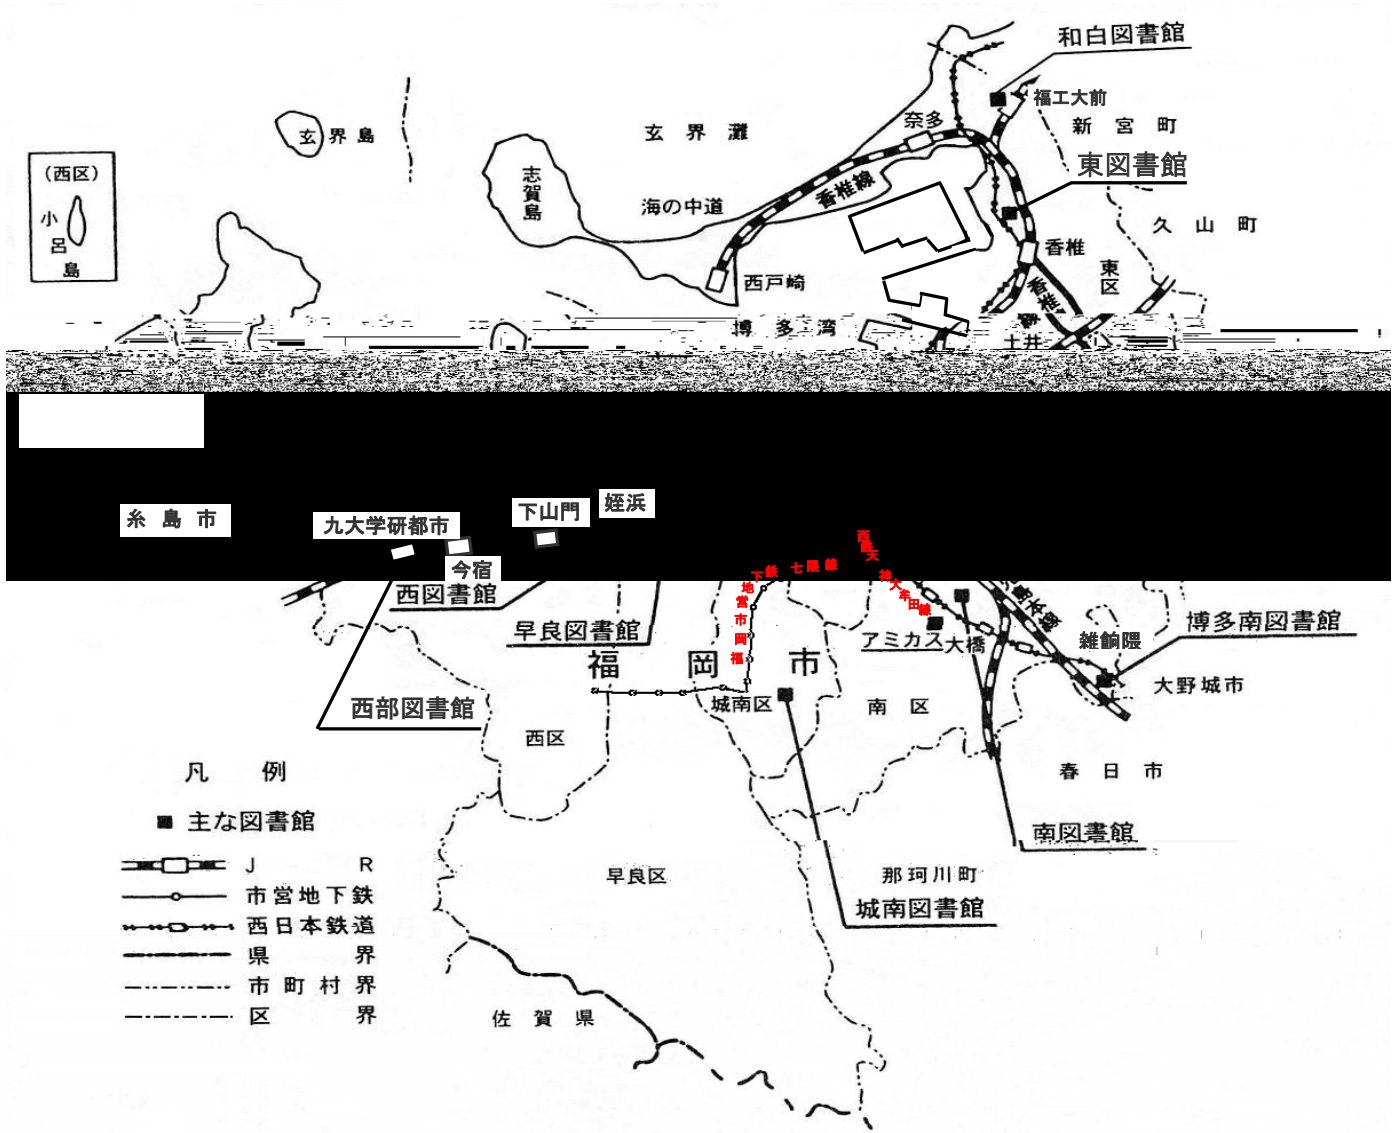 和白図書館
福工大前
奈多
新宮町
玄界灘
玄界島
東図書館
(西区)
小呂島
志賀島
香椎線
海の中道
久山町
香椎
東区
西戸崎
香椎線
博多湾
土井
糸島市
九大学研都市
下山門
姪浜
今宿
西鉄天神大牟田線
福岡市営地下鉄 七隈線
西図書館
早良図書館
島本線
アミカス
大橋
雑餉隈
博多南図書館
福岡市
西部図書館
城南区
南区
大野城市
西区
春日市
凡例
主な図書館
南図書館
JR
早良区
那珂川町
市営地下鉄
城南図書館
西日本鉄道
県界
市町村界
区界
佐賀県